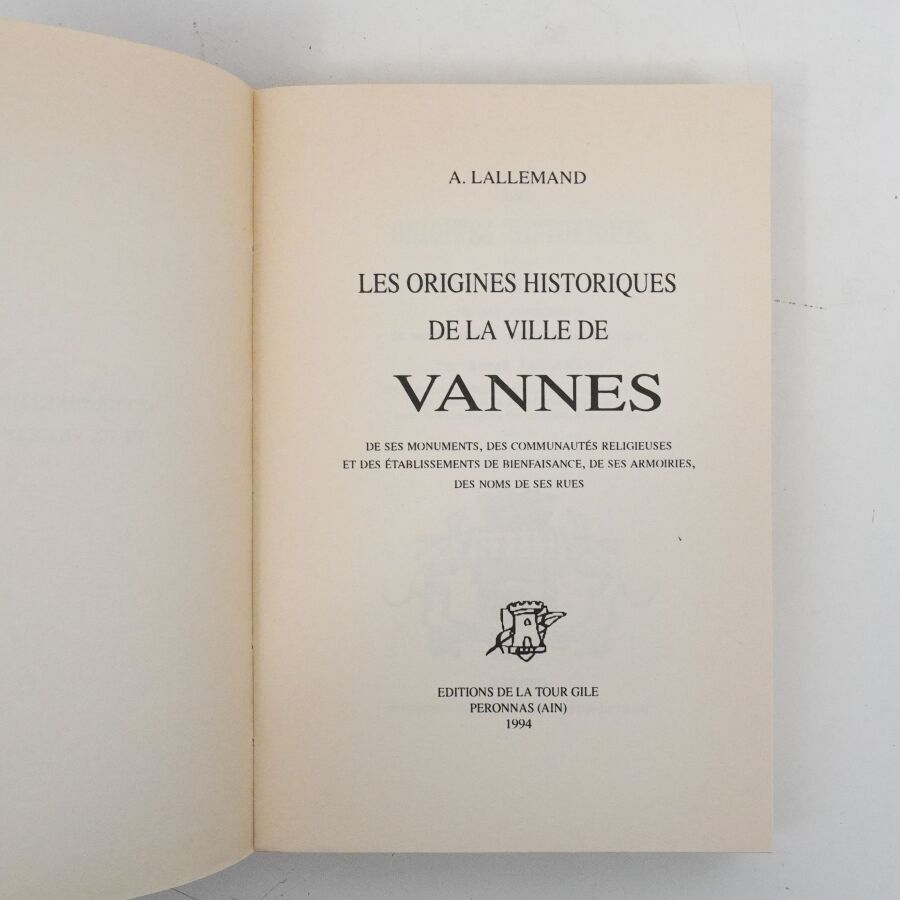 A. LALLEMAND
LES ORIGINES HISTORIQUES
DE LA VILLE DE
VANNES
DE SES MONUMENTS, DES COMMUNAUTÉS RELIGIEUSES
ET DES ÉTABLISSEMENTS DE BIENFAISANCE, DE SES ARMOIRIES,
DES NOMS DE SES RUES
EDITIONS DE LA TOUR GILE
PERONNAS (AIN)
1994